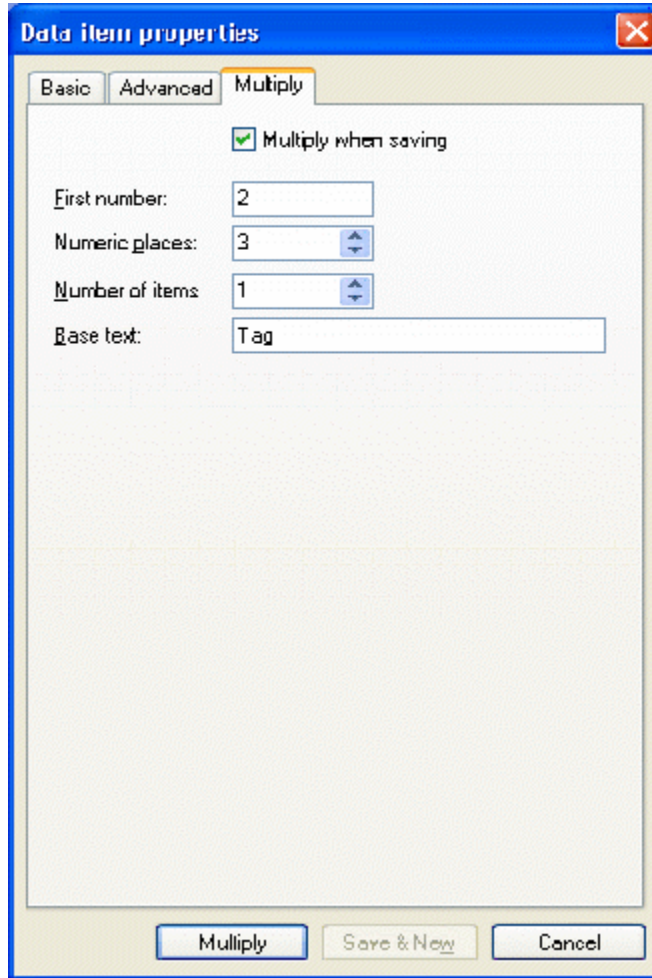 Data item properties
Basic Advanced Multiply
Multiply when saving
First number: 2
Numeric places: 3
Number of items 1
Base text: Tag
Multiply Save & New Cancel